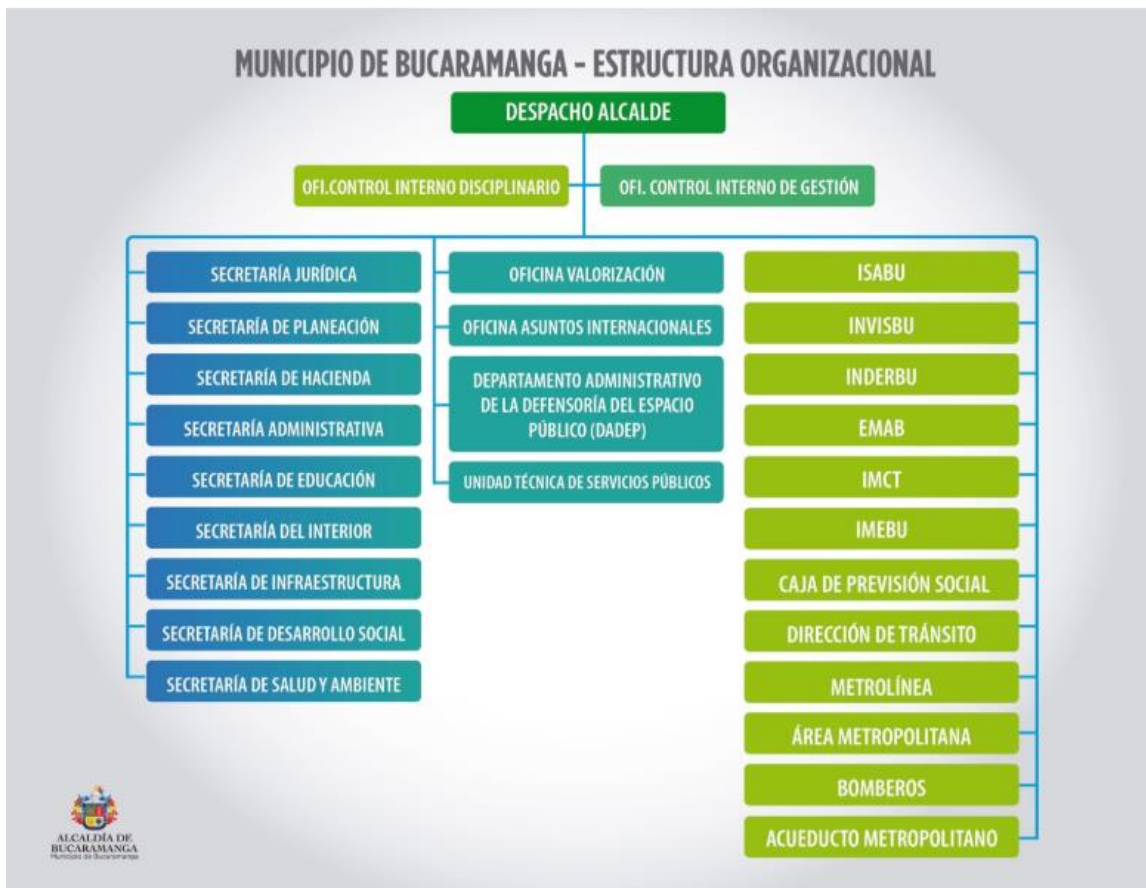 MUNICIPIO DE BUCARAMANGA - ESTRUCTURA ORGANIZACIONAL
DESPACHO ALCALDE
OFI.CONTROL INTERNO DISCIPLINARIO
OFI. CONTROL INTERNO DE GESTIÓN
SECRETARÍA JURÍDICA
SECRETARÍA DE PLANEACIÓN
SECRETARÍA DE HACIENDA
SECRETARÍA ADMINISTRATIVA
SECRETARÍA DE EDUCACIÓN
SECRETARÍA DEL INTERIOR
SECRETARÍA DE INFRAESTRUCTURA
SECRETARÍA DE DESARROLLO SOCIAL
SECRETARÍA DE SALUD Y AMBIENTE
OFICINA VALORIZACIÓN
OFICINA ASUNTOS INTERNACIONALES
DEPARTAMENTO ADMINISTRATIVO
DE LA DEFENSORÍA DEL ESPACIO
PÚBLICO (DADEP)
UNIDAD TÉCNICA DE SERVICIOS PÚBLICOS
ISABU
INVISBU
INDERBU
EMAB
IMCT
IMEBU
CAJA DE PREVISIÓN SOCIAL
DIRECCIÓN DE TRÁNSITO
METROLÍNEA
ÁREA METROPOLITANA
BOMBEROS
ACUEDUCTO METROPOLITANO
ALCALDÍA DE
BUCARAMANGA
Municipio de Bucaramanga